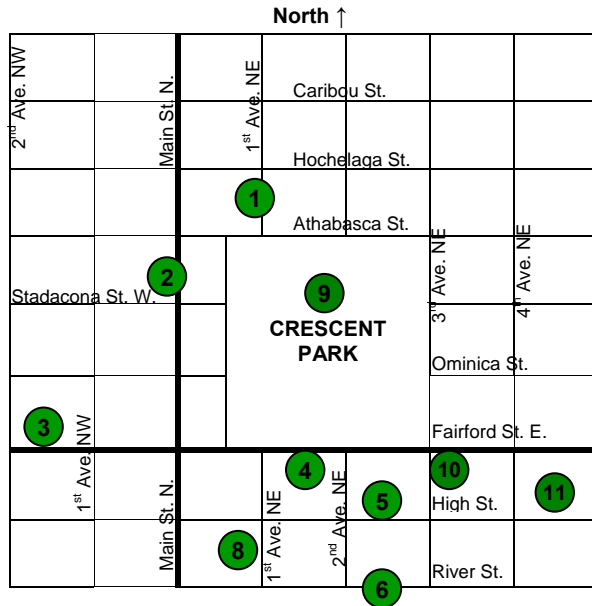 North ↑
2nd Ave. NW
Main St. N.
1st Ave. NE
Caribou St.
Hochelaga St.
1
Athabasca St.
2
Stadacona St. W.
9
CRESCENT
PARK
3rd Ave. NE
4th Ave. NE
Ominica St.
3
Fairford St. E.
1st Ave. NW
Main St. N.
4
10
1st Ave. NE
2nd Ave. NE
5
High St.
11
8
River St.
6